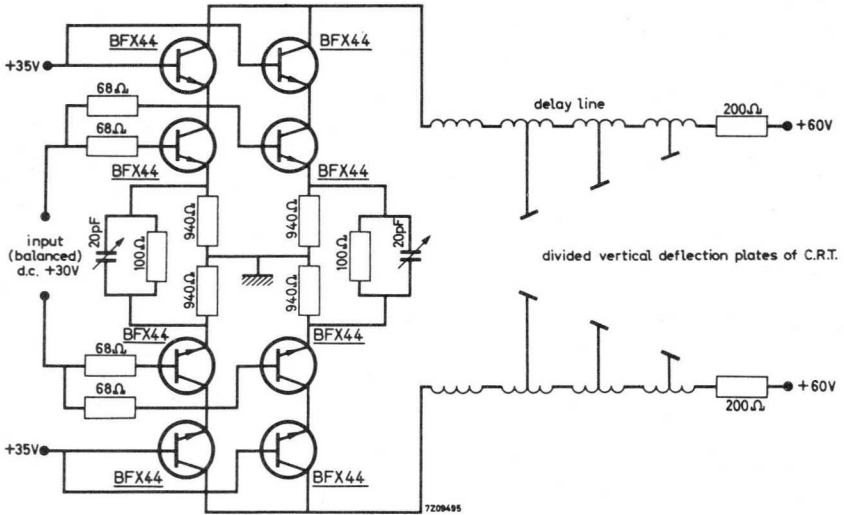 BFX44
BFX44
+35V
68Ω
68Ω
delay line
200Ω
+60V
BFX44
BFX44
20pF
100Ω
940Ω
940Ω
100Ω
20pF
input
(balanced)
d.c. +30V
divided vertical deflection plates of C.R.T.
940Ω
940Ω
BFX44
BFX44
68Ω
68Ω
+60V
200Ω
+35V
BFX44
BFX44
7Z09495